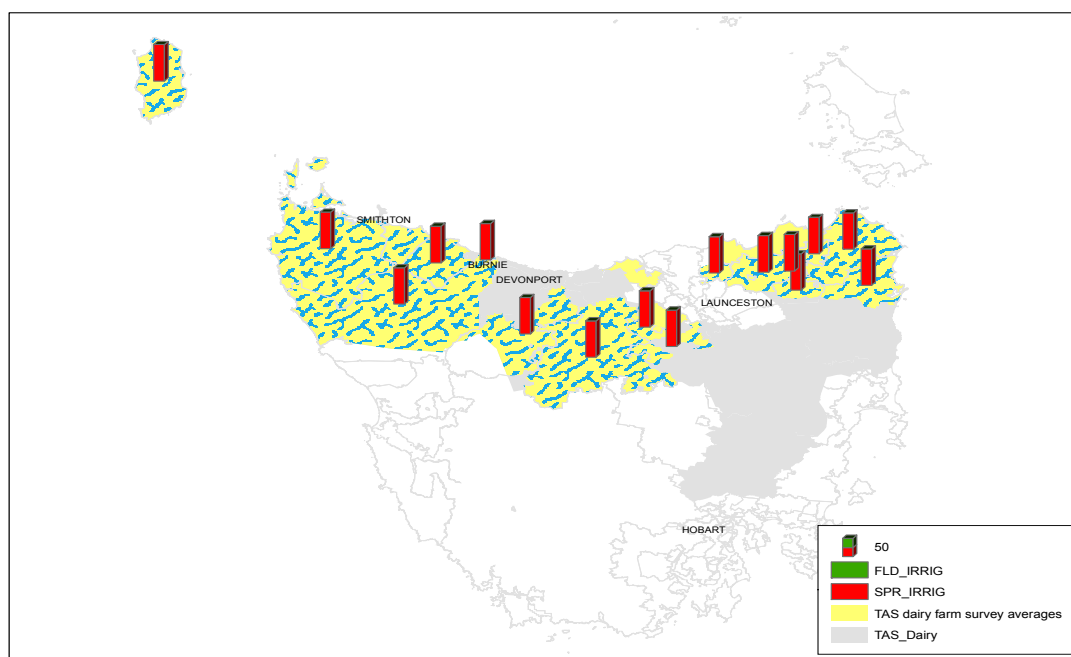 SMITHTON
BURNIE
DEVONPORT
LAUNCESTON
HOBART
50
FLD_IRRIG
SPR_IRRIG
TAS dairy farm survey averages
TAS_Dairy